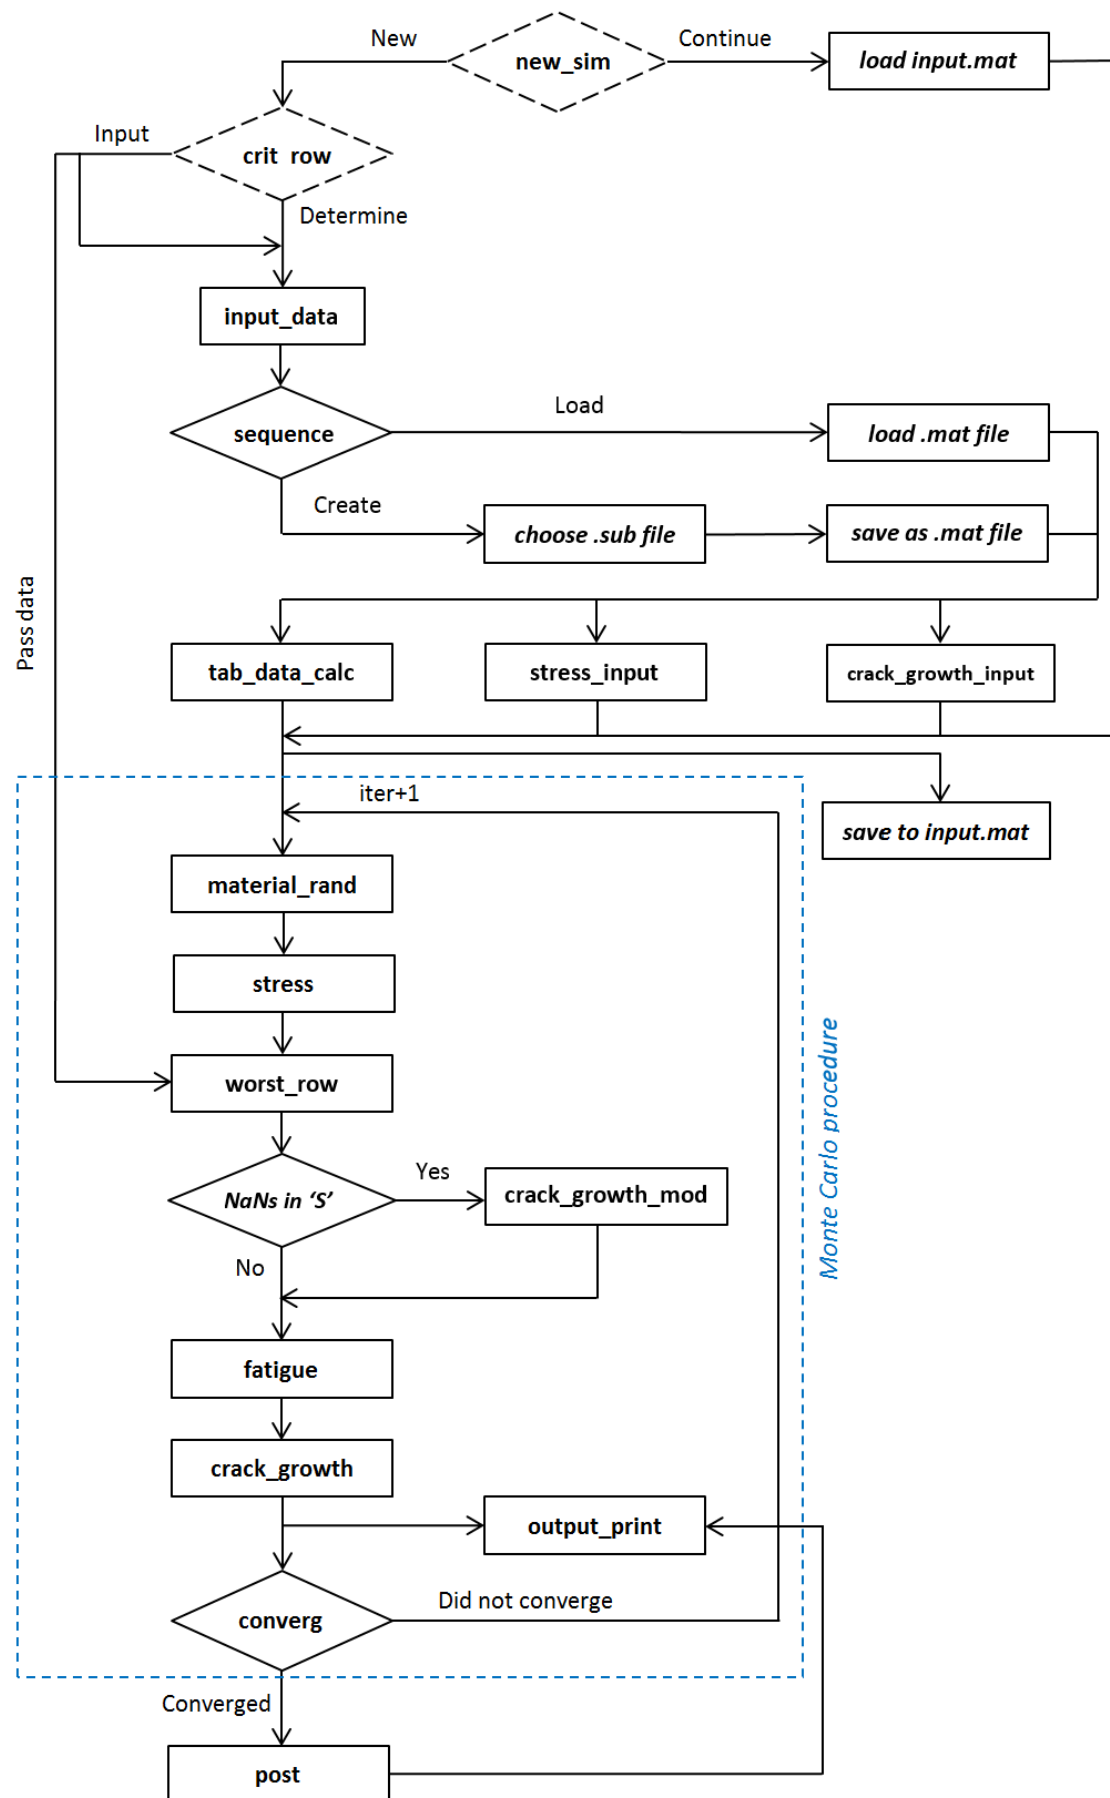 New
new_sim
Continue
load input.mat
Input
crit row
Determine
input_data
Load
sequence
load .mat file
Create
choose .sub file
save as .mat file
Pass data
tab_data_calc
stress_input
crack_growth_input
iter+1
save to input.mat
material_rand
stress
worst_row
Monte Carlo procedure
Yes
NaNs in ‘S’
crack_growth_mod
No
fatigue
crack_growth
output_print
Did not converge
converg
Converged
post